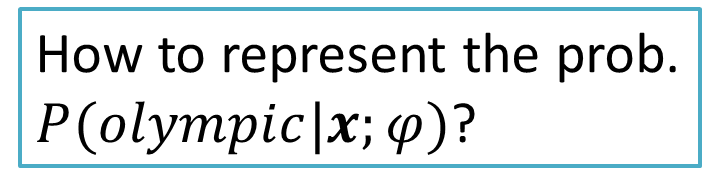 How to represent the prob.
P(olympic|x; φ)?